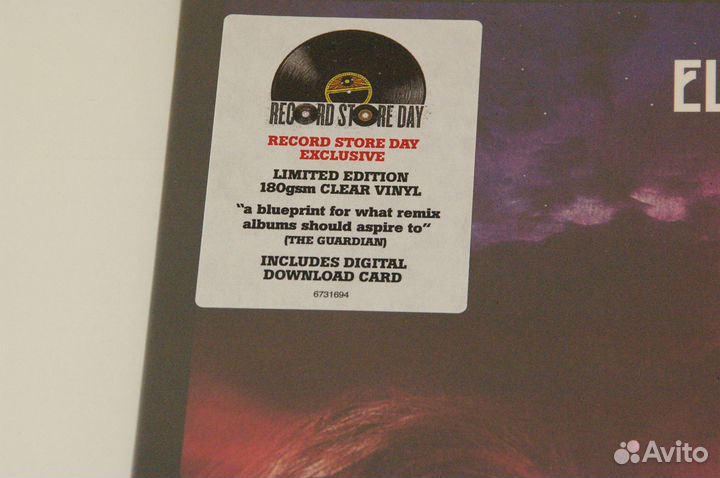 RECORD STORE DAY
RECORD STORE DAY
EXCLUSIVE
LIMITED EDITION
180gsm CLEAR VINYL
"a blueprint for what remix
albums should aspire to"
(THE GUARDIAN)
INCLUDES DIGITAL
DOWNLOAD CARD
6731694
EL
Avito